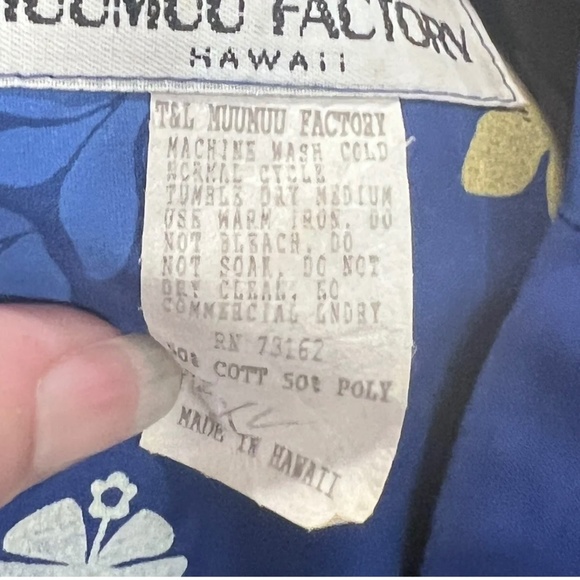 MUUMUU FACTORY
HAWAII
T&L MUUMUU FACTORY
MACHINE WASH COLD
NORMAL CYCLE
TUMBLE DRY MEDIUM
USE WARM IRON. DO
NOT BLEACH. DO
NOT SOAK. DO NOT
DRY CLEAN. NO
COMMERCIAL LNDRY
RN 73162
50% COTT 50% POLY
XL
MADE IN HAWAII